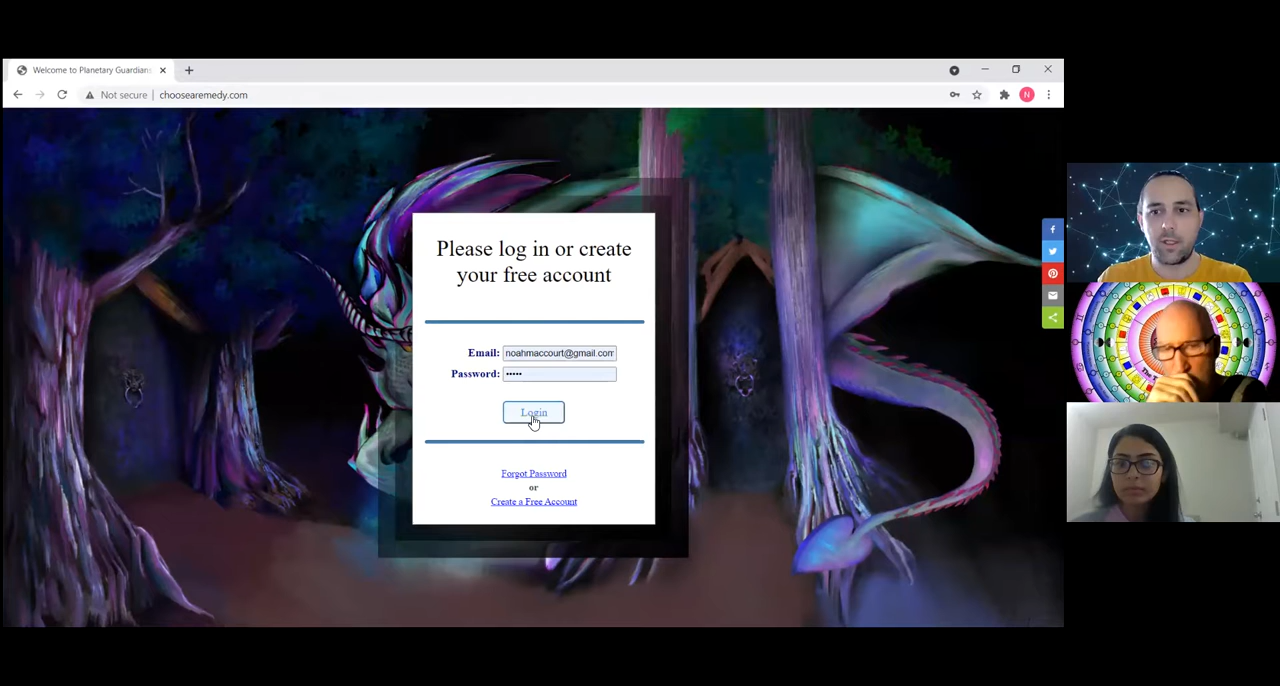 Welcome to Planetary Guardians
Not secure | choosearemedy.com
N
Please log in or create
your free account
Email: noahmaccourt@gmail.com
Password: •••••
Login
Forgot Password
or
Create a Free Account